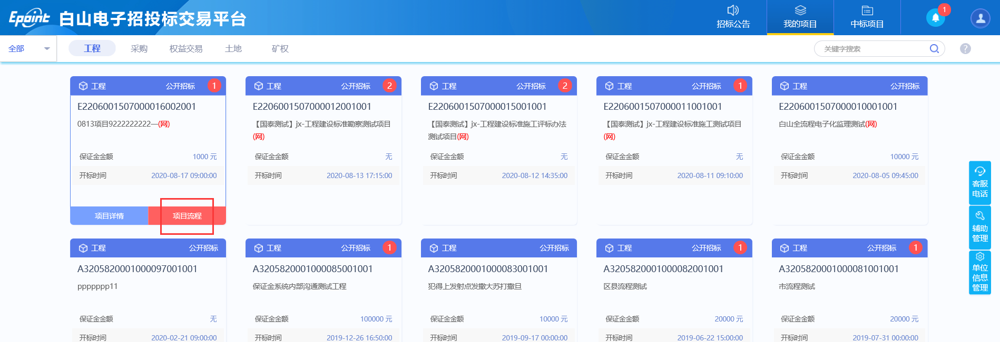 Epoint 白山电子招投标交易平台
招标公告
我的项目
中标项目
1
全部
工程
采购
权益交易
土地
矿权
关键字搜索
?
工程 公开招标 1
E2206001507000016002001
0813项目9222222222—(网)
保证金金额 1000 元
开标时间 2020-08-17 09:00:00
项目详情
项目流程
工程 公开招标 2
E2206001507000012001001
【国泰测试】jx-工程建设标准勘察测试项目
(网)
保证金金额 无
开标时间 2020-08-13 17:15:00
工程 公开招标 2
E2206001507000015001001
【国泰测试】jx-工程建设标准施工评标办法
测试项目(网)
保证金金额 无
开标时间 2020-08-12 14:35:00
工程 公开招标 1
E2206001507000011001001
【国泰测试】jx-工程建设标准施工测试项目
(网)
保证金金额 无
开标时间 2020-08-11 09:10:00
工程 公开招标
E2206001507000010001001
白山全流程电子化监理测试(网)
保证金金额 10000 元
开标时间 2020-08-05 09:45:00
工程 公开招标
A3205820001000097001001
ppppppp11
保证金金额 无
开标时间 2020-02-21 09:00:00
工程 公开招标 1
A3205820001000085001001
保证金系统内部沟通测试工程
保证金金额 100000 元
开标时间 2019-12-26 16:50:00
工程 公开招标
A3205820001000083001001
犯得上发射点发撒大苏打撒旦
保证金金额 10000 元
开标时间 2019-09-17 00:00:00
工程 公开招标 1
A3205820001000082001001
区县流程测试
保证金金额 20000 元
开标时间 2019-06-22 15:00:00
工程 公开招标 1
A3205820001000081001001
市流程测试
保证金金额 20000 元
开标时间 2019-07-31 00:00:00
客服
电话
辅助
管理
单位
信息
管理